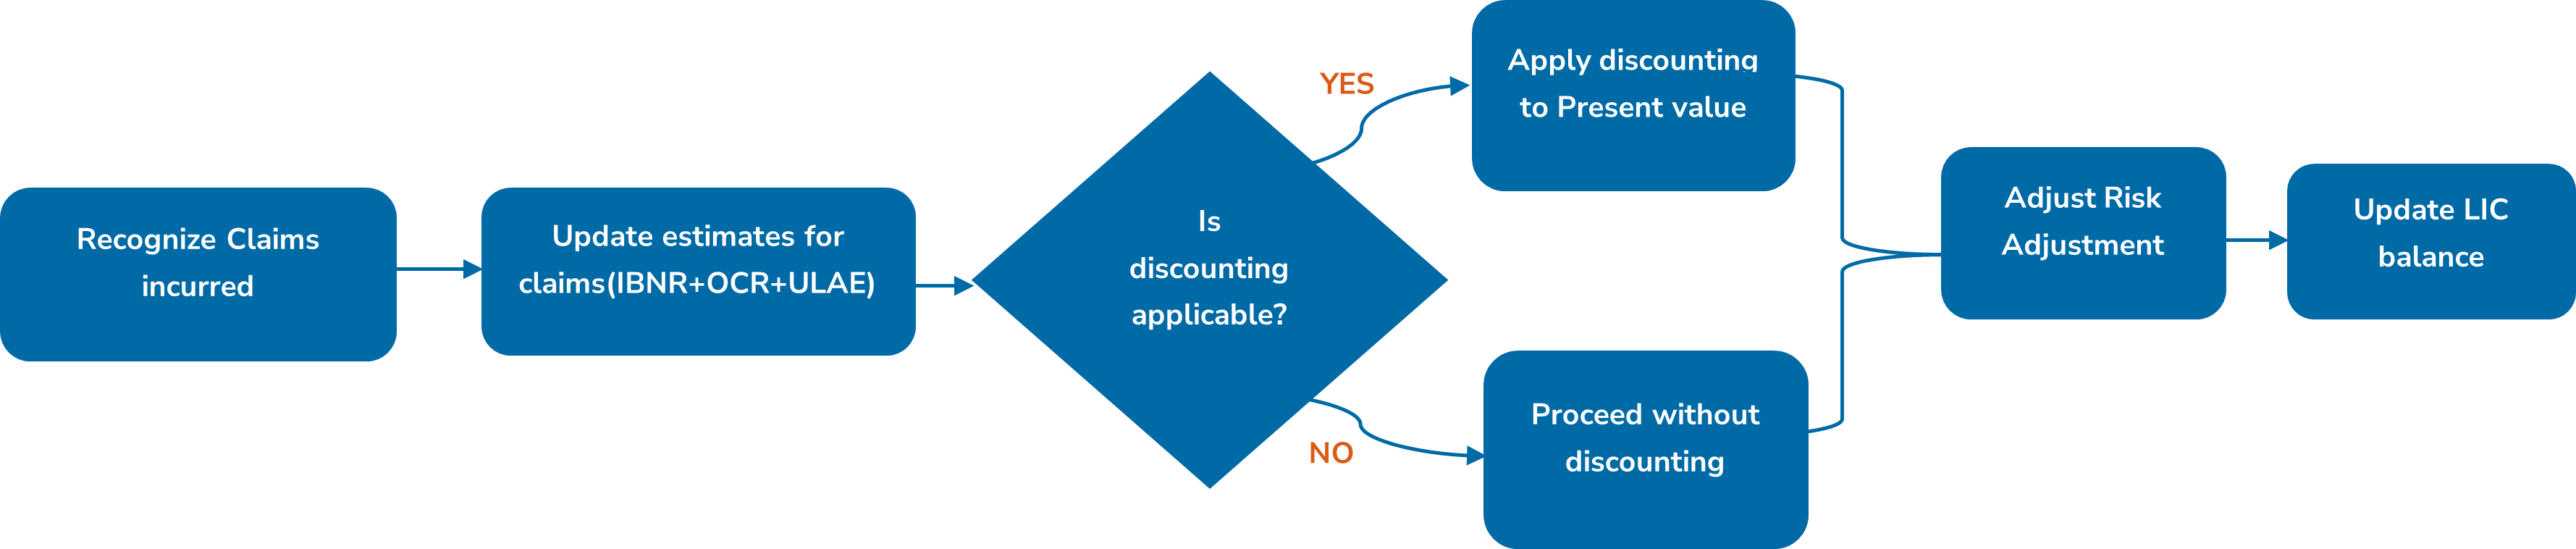 Recognize Claims
incurred
Update estimates for
claims(IBNR+OCR+ULAE)
Is
discounting
applicable?
YES
Apply discounting
to Present value
NO
Proceed without
discounting
Adjust Risk
Adjustment
Update LIC
balance